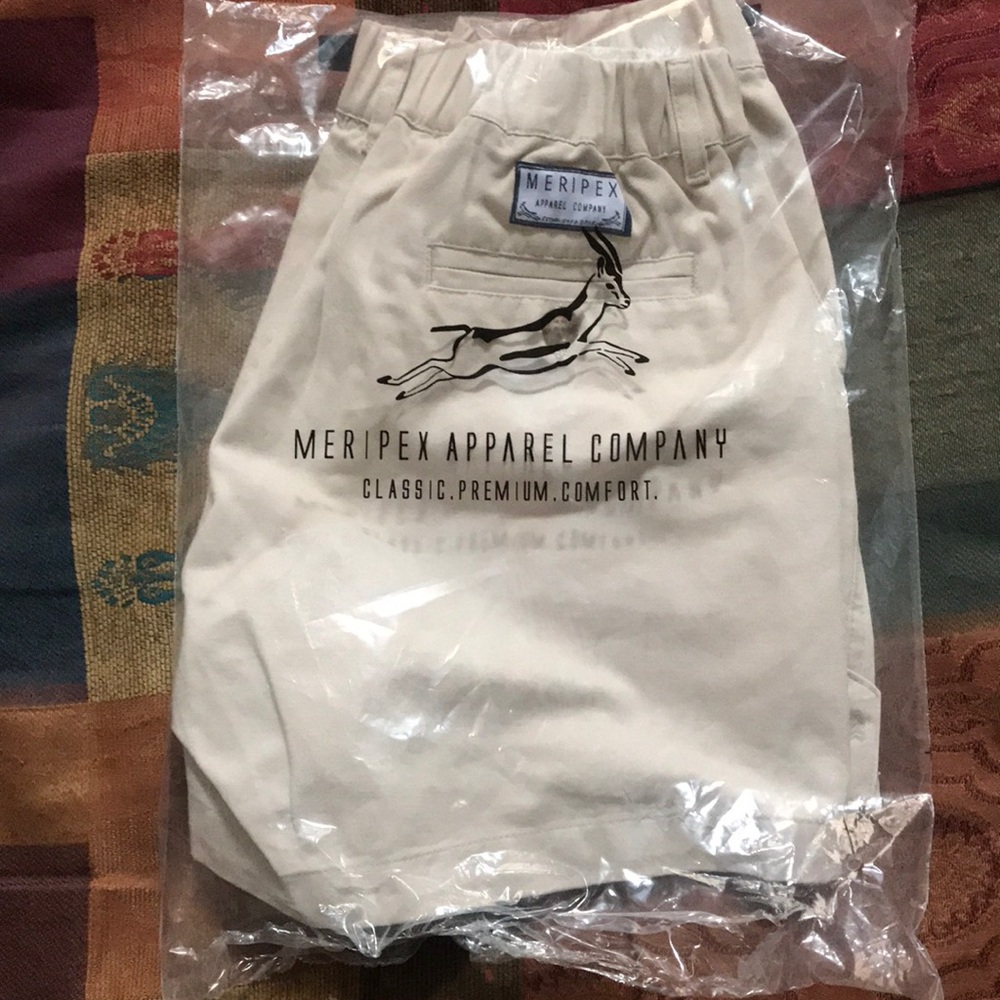 MERIPEX
APPAREL COMPANY
MERIPEX APPAREL COMPANY
CLASSIC.PREMIUM.COMFORT.